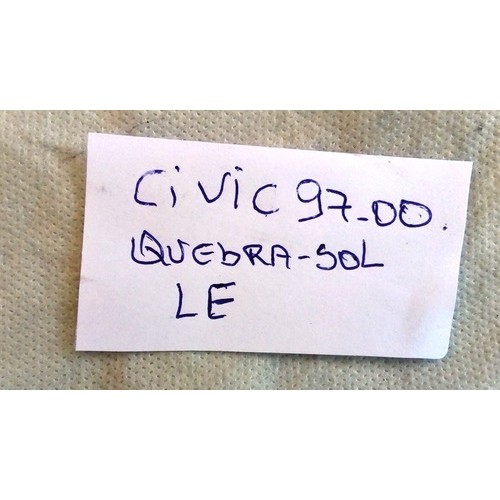 Civic 97-00.
QUEbRA-SOL
LE